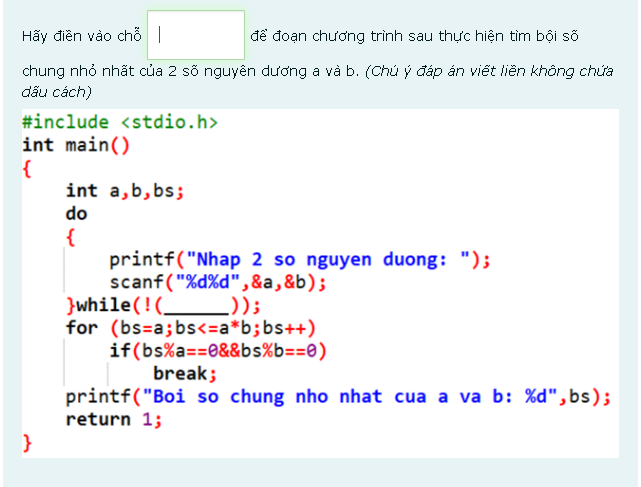 Hãy điền vào chỗ để đoạn chương trình sau thực hiện tìm bội số
chung nhỏ nhất của 2 số nguyên dương a và b. (Chú ý đáp án viết liền không chứa
dấu cách)
#include <stdio.h>
int main()
{
    int a,b,bs;
    do
    {
        printf("Nhap 2 so nguyen duong: ");
        scanf("%d%d",&a,&b);
    }while(!(______));
    for (bs=a;bs<=a*b;bs++)
        if(bs%a==0&&bs%b==0)
            break;
    printf("Boi so chung nho nhat cua a va b: %d",bs);
    return 1;
}